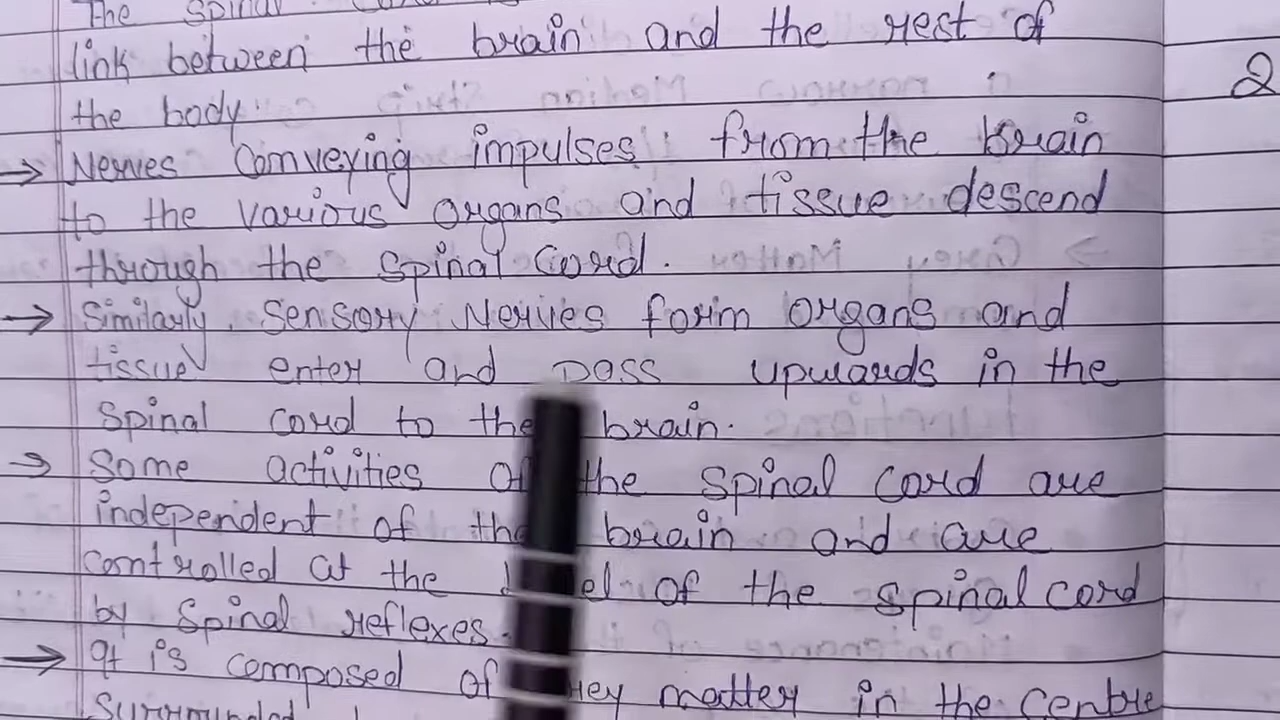 The Spinal
link between the brain and the rest of
the body
→ Nerves Conveying impulses from the brain
to the various organs and tissue descend
through the spinal Cord.
→ Similarly, Sensory Nerves form organs and
tissue enter and pass upwards in the
Spinal cord to the brain.
→ Some activities of the Spinal cord are
independent of the brain and are
controlled at the of the spinal cord
by Spinal reflexes.
→ It is composed of matter in the centre
Surrounded
2